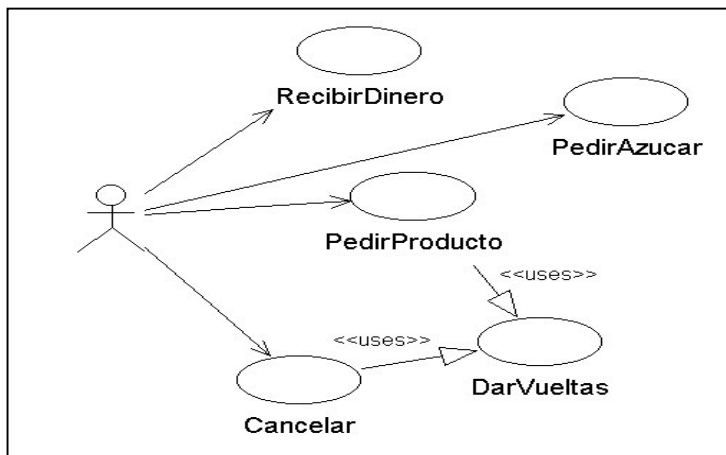 RecibirDinero
PedirAzucar
PedirProducto
<<uses>>
<<uses>>
DarVueltas
Cancelar